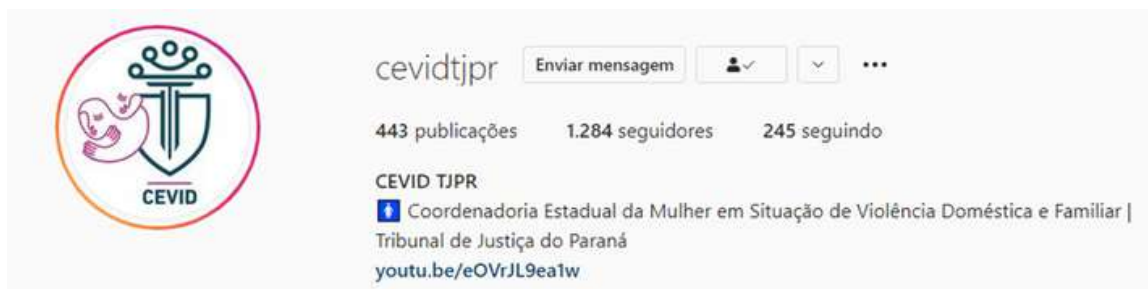 cevidtjpr Enviar mensagem
443 publicações 1.284 seguidores 245 seguindo
CEVID TJPR
Coordenadoria Estadual da Mulher em Situação de Violência Doméstica e Familiar |
Tribunal de Justiça do Paraná
youtu.be/eOVrJL9ea1w
CEVID